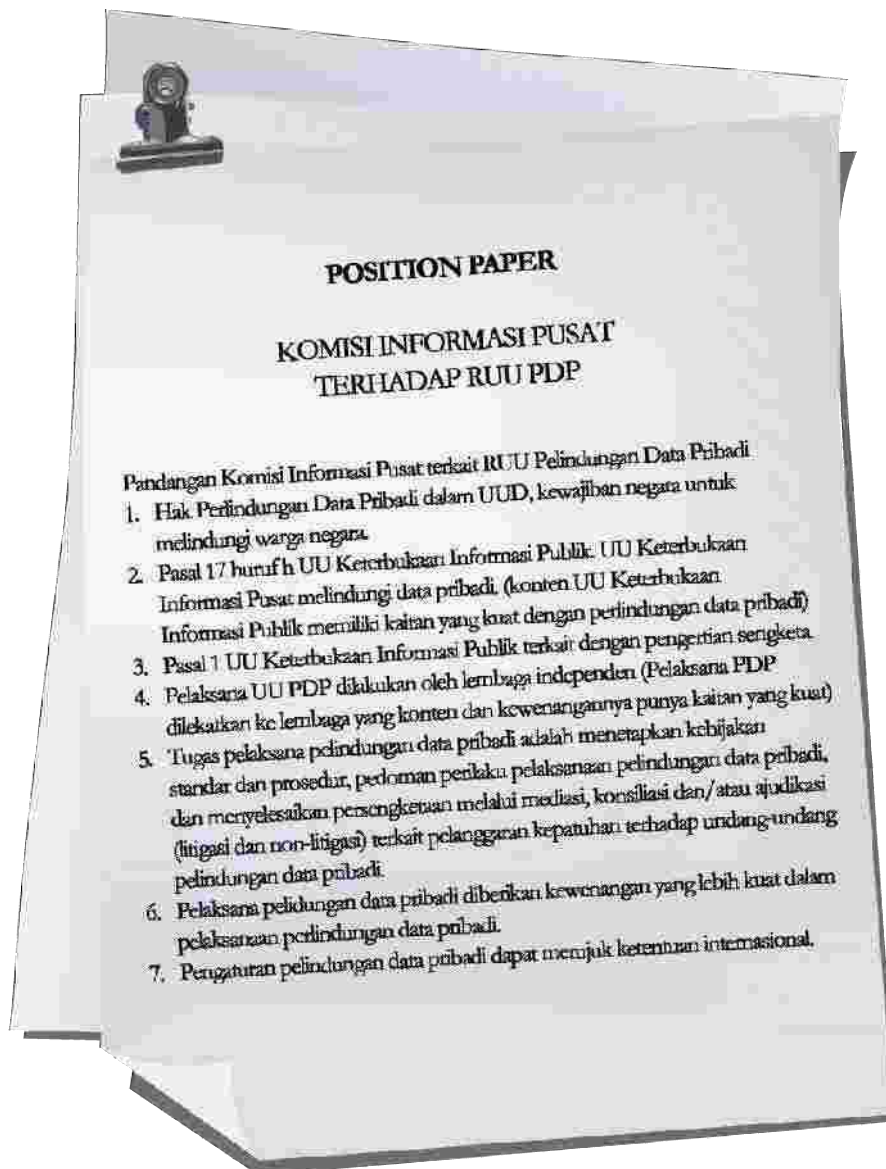 POSITION PAPER
KOMISI INFORMASI PUSAT
TERHADAP RUU PDP
Pandangan Komisi Informasi Pusat terkait RUU Pelindungan Data Pribadi
1. Hak Perlindungan Data Pribadi dalam UUD, kewajiban negara untuk
melindungi warga negara.
2. Pasal 17 huruf h UU Keterbukaan Informasi Publik. UU Keterbukaan
Informasi Pusat melindungi data pribadi. (konten UU Keterbukaan
Informasi Publik memiliki kaitan yang kuat dengan perlindungan data pribadi)
3. Pasal 1 UU Keterbukaan Informasi Publik terkait dengan pengertian sengketa.
4. Pelaksana UU PDP dilakukan oleh lembaga independen (Pelaksana PDP
dilekatkan ke lembaga yang konten dan kewenangannya punya kaitan yang kuat)
5. Tugas pelaksana pelindungan data pribadi adalah menetapkan kebijakan
standar dan prosedur, pedoman perilaku pelaksanaan pelindungan data pribadi,
dan menyelesaikan persengketaan melalui mediasi, konsiliasi dan/atau ajudikasi
(litigasi dan non-litigasi) terkait pelanggaran kepatuhan terhadap undang-undang
pelindungan data pribadi.
6. Pelaksana pelidungan data pribadi diberikan kewenangan yang lebih kuat dalam
pelaksanaan perlindungan data pribadi.
7. Pengaturan pelindungan data pribadi dapat merujuk ketentuan internasional.